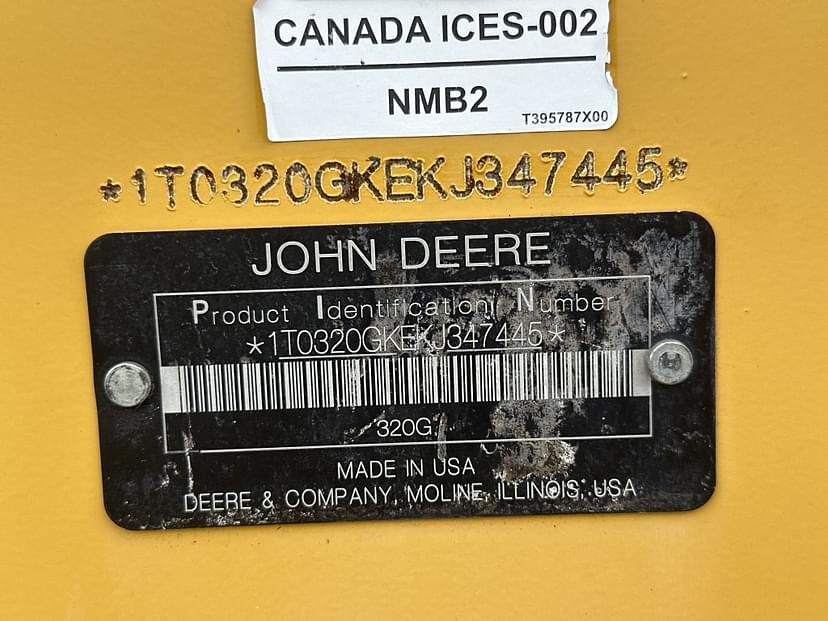 CANADA ICES-002
NMB2
T395787X00
*1T0320GKEKJ347445*
JOHN DEERE
Product Identification Number
*1T0320GKEKJ347445*
320G
MADE IN USA
DEERE & COMPANY, MOLINE, ILLINOIS, USA